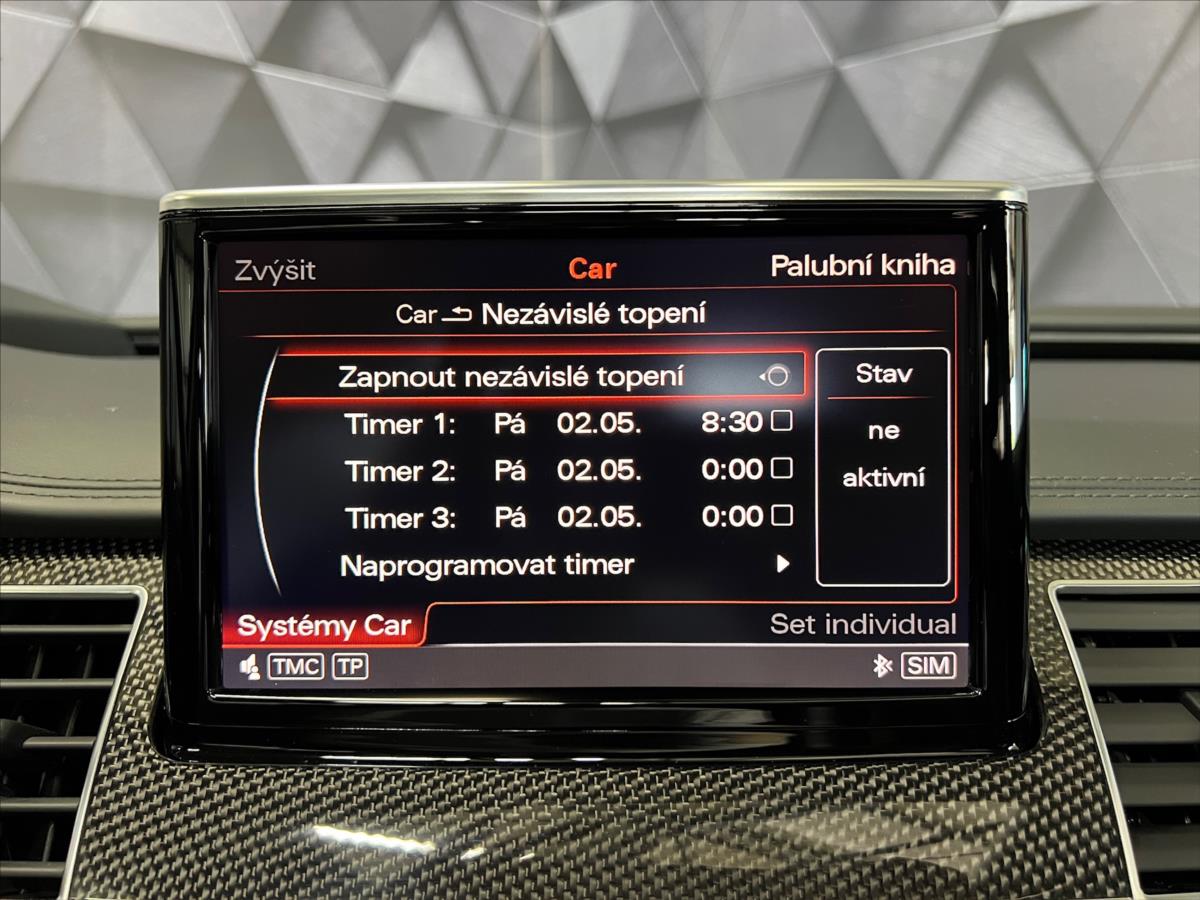 Zvýšit Car Palubní kniha
Car Nezávislé topení
Zapnout nezávislé topení
Timer 1: Pá 02.05. 8:30
Timer 2: Pá 02.05. 0:00
Timer 3: Pá 02.05. 0:00
Naprogramovat timer
Stav
ne
aktivní
Systémy Car Set individual
TMC TP SIM